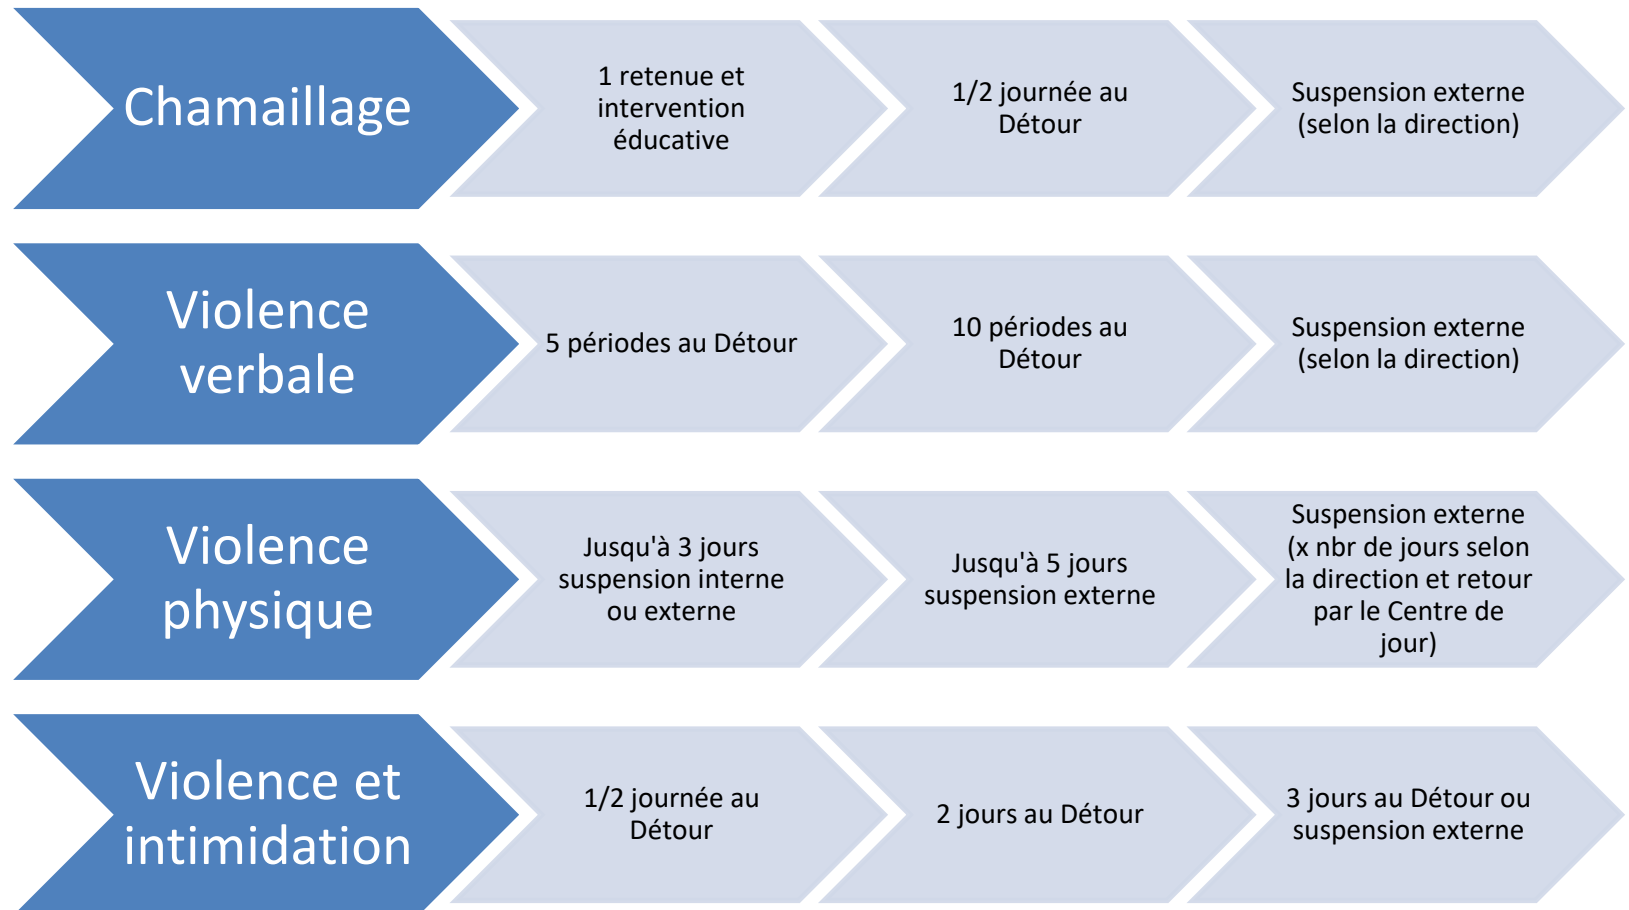 Chamaillage
1 retenue et
intervention
éducative
1/2 journée au
Détour
Suspension externe
(selon la direction)
Violence
verbale
5 périodes au Détour
10 périodes au
Détour
Suspension externe
(selon la direction)
Violence
physique
Jusqu'à 3 jours
suspension interne
ou externe
Jusqu'à 5 jours
suspension externe
Suspension externe
(x nbr de jours selon
la direction et retour
par le Centre de
jour)
Violence et
intimidation
1/2 journée au
Détour
2 jours au Détour
3 jours au Détour ou
suspension externe